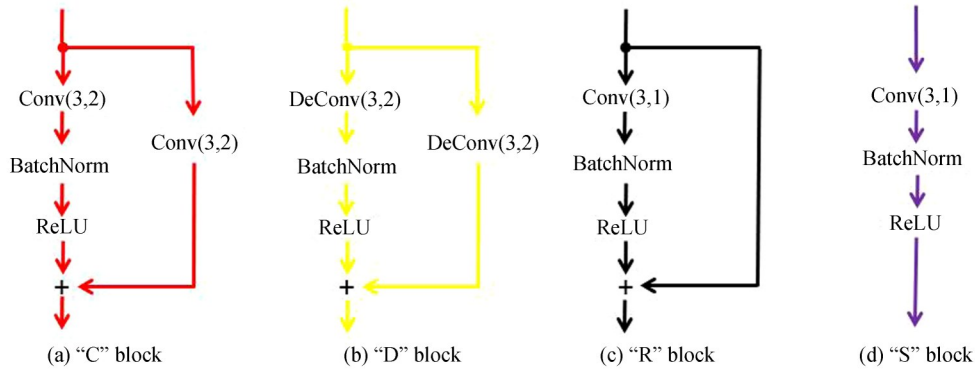 Conv(3,2)
BatchNorm
ReLU
+
Conv(3,2)
(a) “C” block
DeConv(3,2)
BatchNorm
ReLU
+
DeConv(3,2)
(b) “D” block
Conv(3,1)
BatchNorm
ReLU
+
(c) “R” block
Conv(3,1)
BatchNorm
ReLU
(d) “S” block